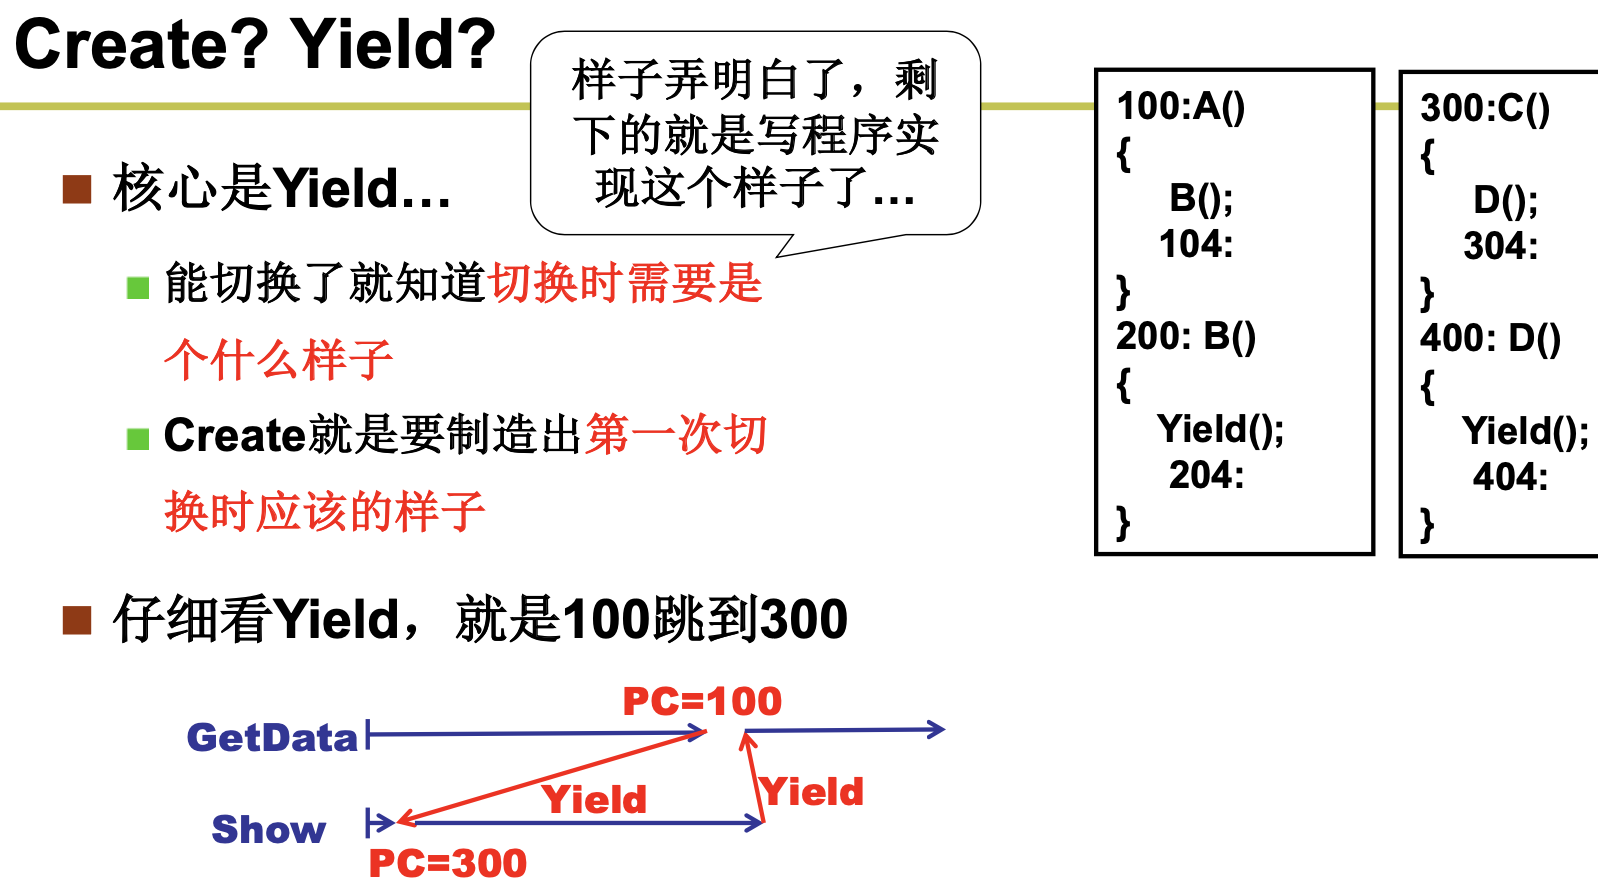 Create? Yield?
样子弄明白了，剩
下的就是写程序实
现这个样子了...
核心是Yield...
能切换了就知道切换时需要是
个什么样子
Create就是要制造出第一次切
换时应该的样子
仔细看Yield，就是100跳到300
100:A()
{
B();
104:
}
200: B()
{
Yield();
204:
}
300:C()
{
D();
304:
}
400: D()
{
Yield();
404:
}
PC=100
GetData
Yield
Yield
Show
PC=300